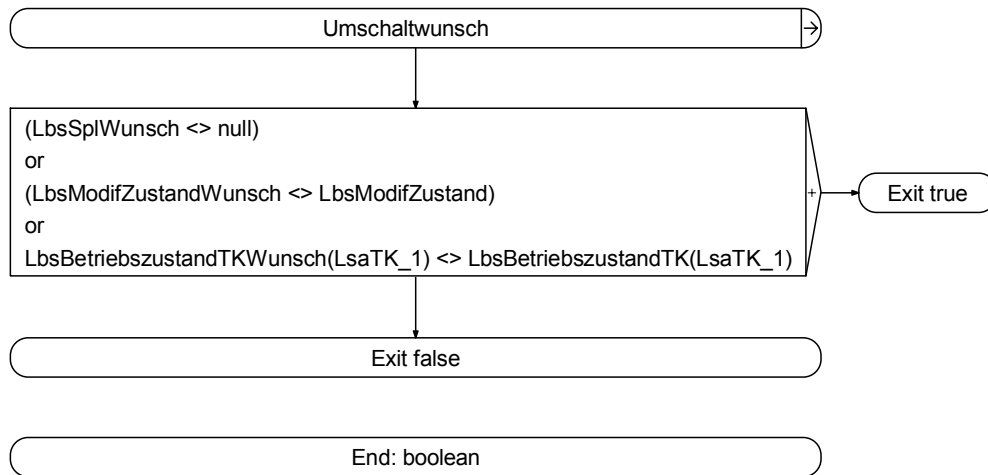 Umschaltwunsch
(LbsSplWunsch <> null)
or
(LbsModifZustandWunsch <> LbsModifZustand)
or
LbsBetriebszustandTKWunsch(LsaTK_1) <> LbsBetriebszustandTK(LsaTK_1)
+
Exit true
Exit false
End: boolean